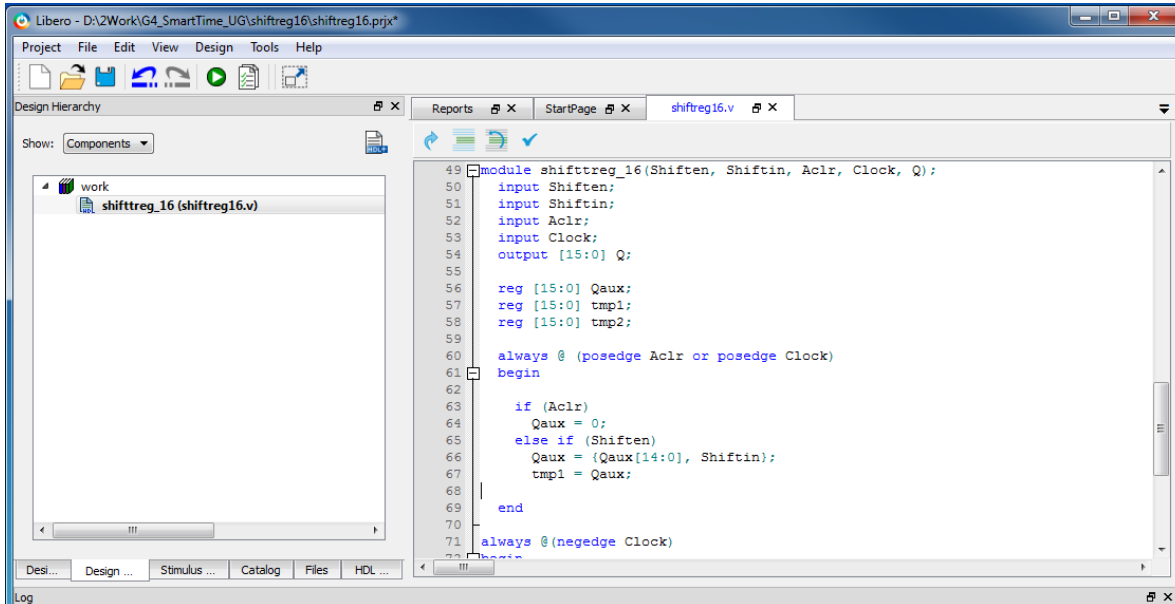 Libero - D:\2Work\G4_SmartTime_UG\shiftreg16\shiftreg16.prjx*
Project File Edit View Design Tools Help
Design Hierarchy
Show: Components
HDL+
work
HDL
shifttreg_16 (shiftreg16.v)
Desi... Design ... Stimulus ... Catalog Files HDL ...
Reports StartPage shiftreg16.v
49 module shifttreg_16(Shiften, Shiftin, Aclr, Clock, Q);
50 input Shiften;
51 input Shiftin;
52 input Aclr;
53 input Clock;
54 output [15:0] Q;
55
56 reg [15:0] Qaux;
57 reg [15:0] tmp1;
58 reg [15:0] tmp2;
59
60 always @ (posedge Aclr or posedge Clock)
61 begin
62
63 if (Aclr)
64 Qaux = 0;
65 else if (Shiften)
66 Qaux = {Qaux[14:0], Shiftin};
67 tmp1 = Qaux;
68
69 end
70
71 always @(negedge Clock)
72 begin
Log